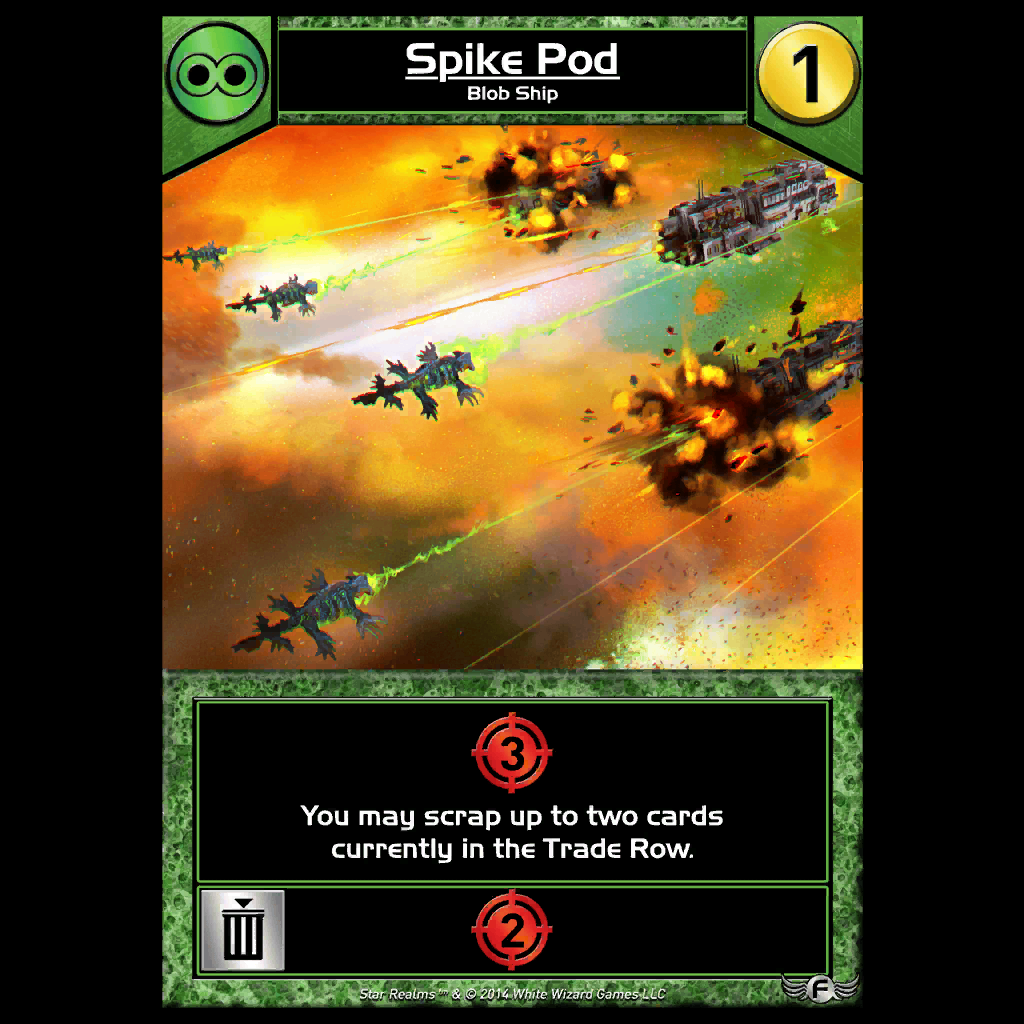 Spike Pod
1
Blob Ship
3
You may scrap up to two cards
currently in the Trade Row.
2
Star Realms™ & © 2014 White Wizard Games LLC
F